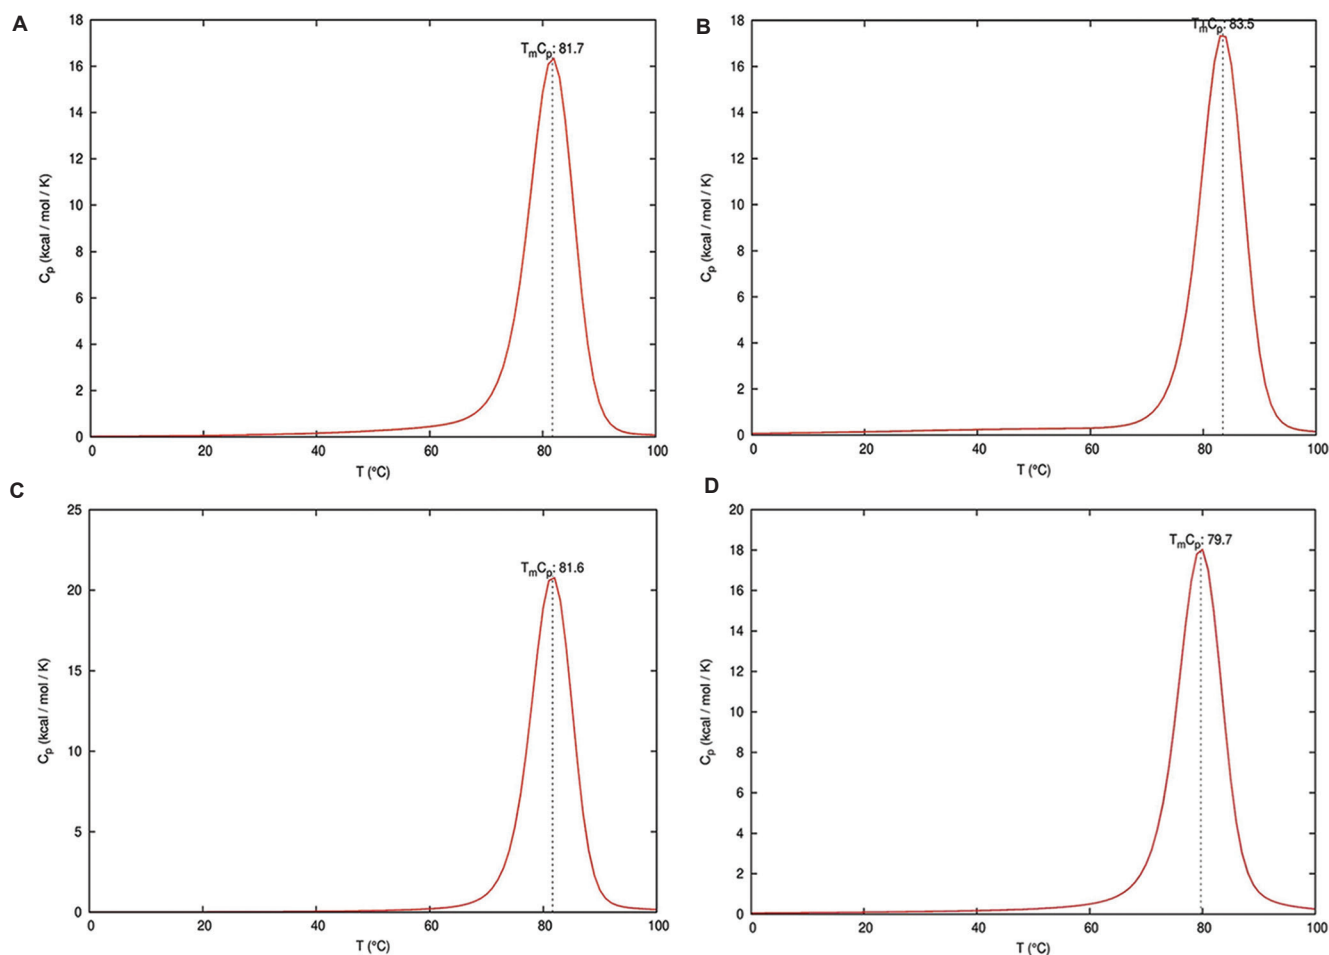 A
18
16
14
12
10
8
6
4
2
0
TmCp: 81.7
Cp (kcal / mol / K)
0 20 40 60 80 100
T (°C)
B
18
16
14
12
10
8
6
4
2
0
TmCp: 83.5
Cp (kcal / mol / K)
0 20 40 60 80 100
T (°C)
C
25
20
15
10
5
0
TmCp: 81.6
Cp (kcal / mol / K)
0 20 40 60 80 100
T (°C)
D
20
18
16
14
12
10
8
6
4
2
0
TmCp: 79.7
Cp (kcal / mol / K)
0 20 40 60 80 100
T (°C)